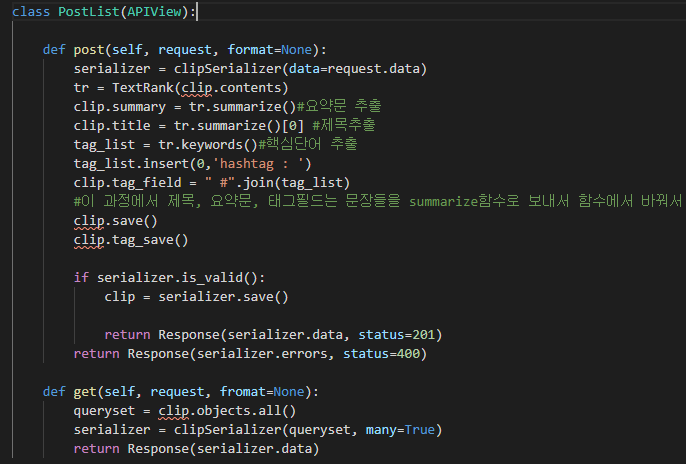 class PostList(APIView):
def post(self, request, format=None):
serializer = clipSerializer(data=request.data)
tr = TextRank(clip.contents)
clip.summary = tr.summarize()#요약문 추출
clip.title = tr.summarize()[0] #제목추출
tag_list = tr.keywords()#핵심단어 추출
tag_list.insert(0,'hashtag : ')
clip.tag_field = " #".join(tag_list)
#이 과정에서 제목, 요약문, 태그필드는 문장들을 summarize함수로 보내서 함수에서 바꿔서
clip.save()
clip.tag_save()
if serializer.is_valid():
clip = serializer.save()
return Response(serializer.data, status=201)
return Response(serializer.errors, status=400)
def get(self, request, fromat=None):
queryset = clip.objects.all()
serializer = clipSerializer(queryset, many=True)
return Response(serializer.data)